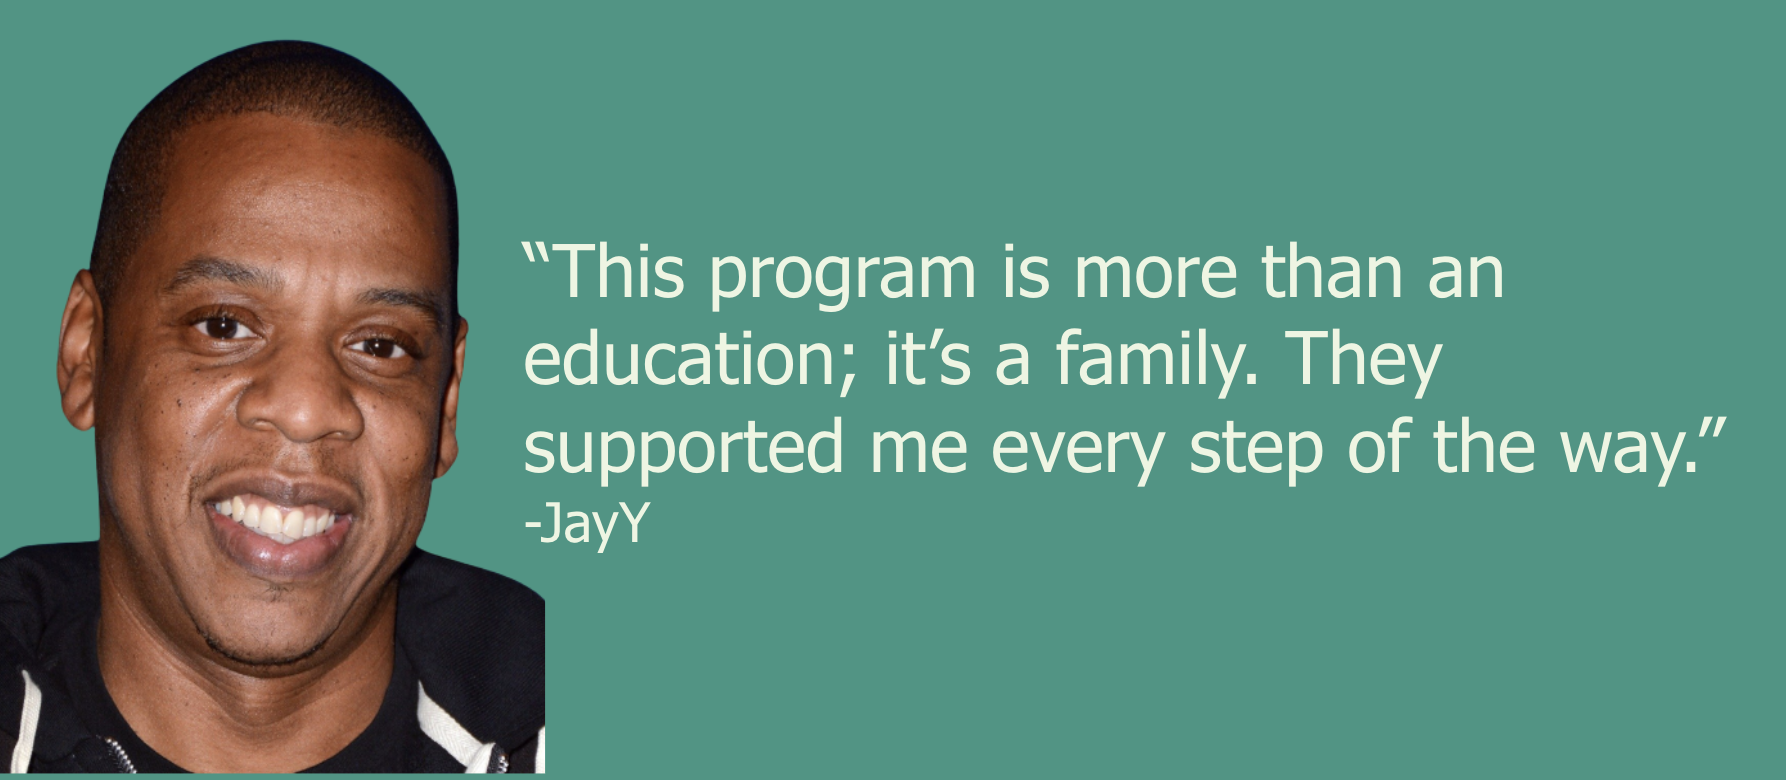 “This program is more than an
education; it’s a family. They
supported me every step of the way.”
-JayY